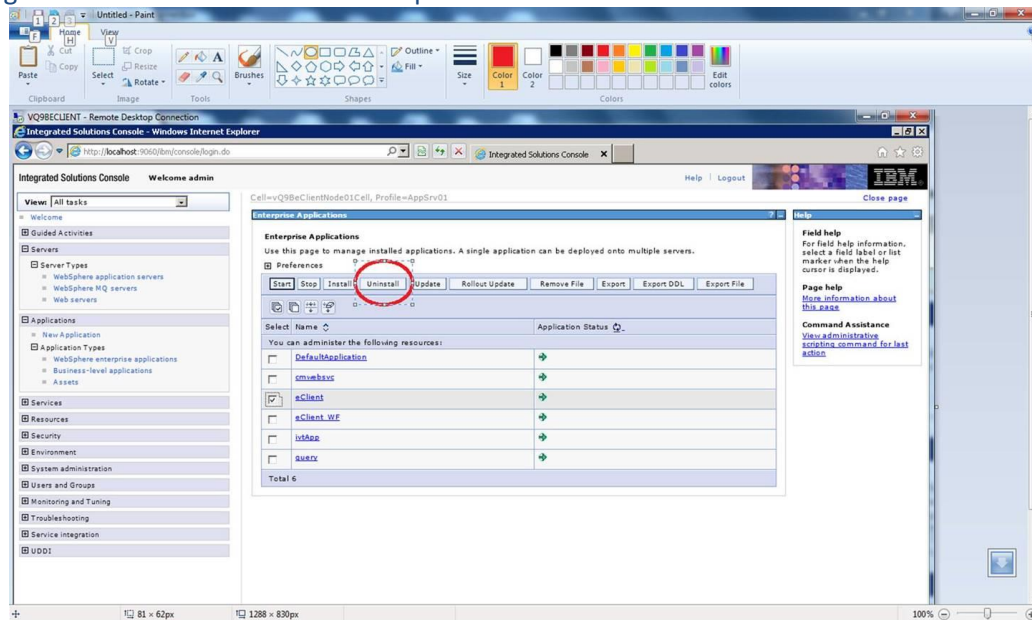 Untitled - Paint
1 2 3
F Home View
H V
Cut
Copy
Paste
Select
Crop
Resize
Rotate
A
Brushes
Outline
Fill
Size
Color 1
Color 2
Edit colors
Clipboard Image Tools Shapes Colors
VQ9BECLIENT - Remote Desktop Connection
Integrated Solutions Console - Windows Internet Explorer
http://localhost:9060/ibm/console/login.do
Integrated Solutions Console X
Integrated Solutions Console Welcome admin
Help | Logout
IBM.
View: All tasks
Welcome
Guided Activities
Servers
Server Types
WebSphere application servers
WebSphere MQ servers
Web servers
Applications
New Application
Application Types
WebSphere enterprise applications
Business-level applications
Assets
Services
Resources
Security
Environment
System administration
Users and Groups
Monitoring and Tuning
Troubleshooting
Service integration
UDDI
Cell=vQ9BeClientNode01Cell, Profile=AppSrv01
Close page
Enterprise Applications
Enterprise Applications
Use this page to manage installed applications. A single application can be deployed onto multiple servers.
Preferences
Start Stop Install Uninstall Update Rollout Update Remove File Export Export DDL Export File
Select Name Application Status
You can administer the following resources:
DefaultApplication
cmwebsvc
eClient
eClient_WF
ivtApp
query
Total 6
Help
Field help
For field help information,
select a field label or list
marker when the help
cursor is displayed.
Page help
More information about
this page
Command Assistance
View administrative
scripting command for last
action
81 × 62px 1288 × 830px 100%